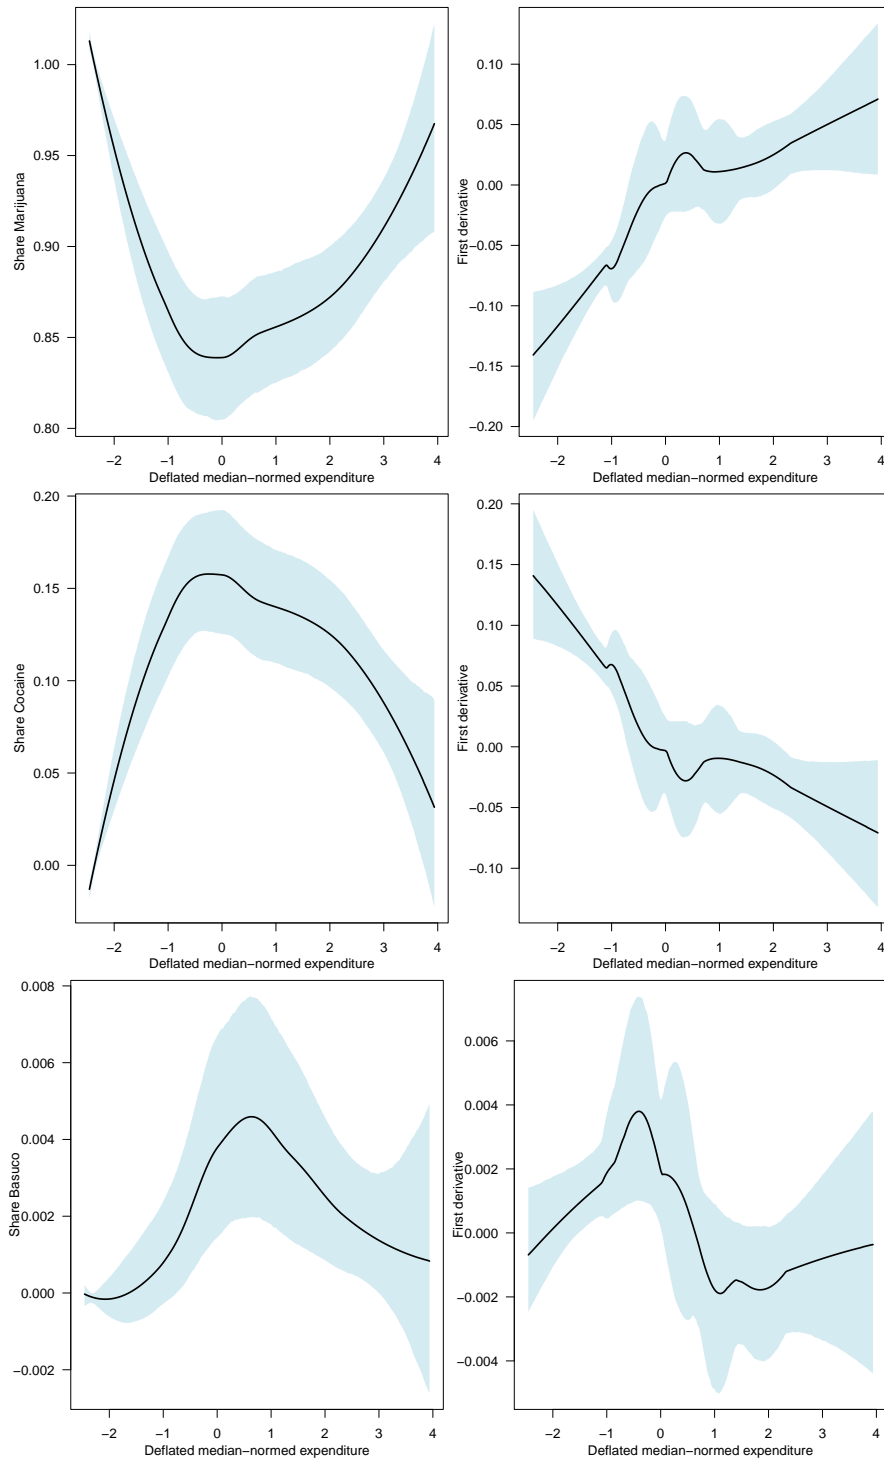 Share Marijuana
1.00
0.95
0.90
0.85
0.80
−2 −1 0 1 2 3 4
Deflated median−normed expenditure
First derivative
0.10
0.05
0.00
−0.05
−0.10
−0.15
−0.20
−2 −1 0 1 2 3 4
Deflated median−normed expenditure
Share Cocaine
0.20
0.15
0.10
0.05
0.00
−2 −1 0 1 2 3 4
Deflated median−normed expenditure
First derivative
0.20
0.15
0.10
0.05
0.00
−0.05
−0.10
−2 −1 0 1 2 3 4
Deflated median−normed expenditure
Share Basuco
0.008
0.006
0.004
0.002
0.000
−0.002
−2 −1 0 1 2 3 4
Deflated median−normed expenditure
First derivative
0.006
0.004
0.002
0.000
−0.002
−0.004
−2 −1 0 1 2 3 4
Deflated median−normed expenditure